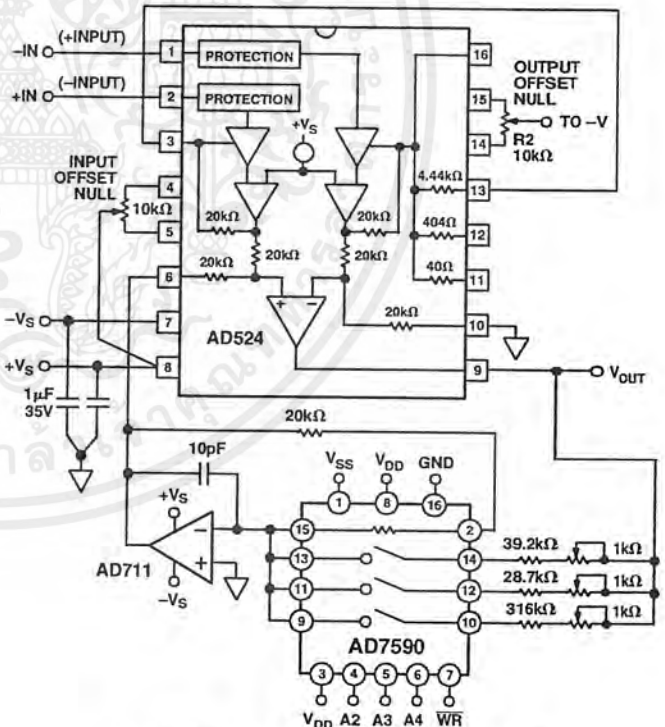 –IN (+INPUT)
+IN (–INPUT)
1 PROTECTION
2 PROTECTION
+VS
3
INPUT
OFFSET
NULL
4
10kΩ
5
6
–VS
7
+VS
8
1μF
35V
20kΩ
20kΩ
20kΩ
20kΩ
20kΩ
20kΩ
+ –
AD524
16
OUTPUT
OFFSET
NULL
15
TO –V
14
R2
10kΩ
4.44kΩ
13
404Ω
12
40Ω
11
10
9
VOUT
20kΩ
10pF
+VS
–
+
AD711
–VS
VSS VDD GND
1 8 16
15 2
13 14 39.2kΩ 1kΩ
11 12 28.7kΩ 1kΩ
9 10 316kΩ 1kΩ
AD7590
3 4 5 6 7
VDD A2 A3 A4 WR